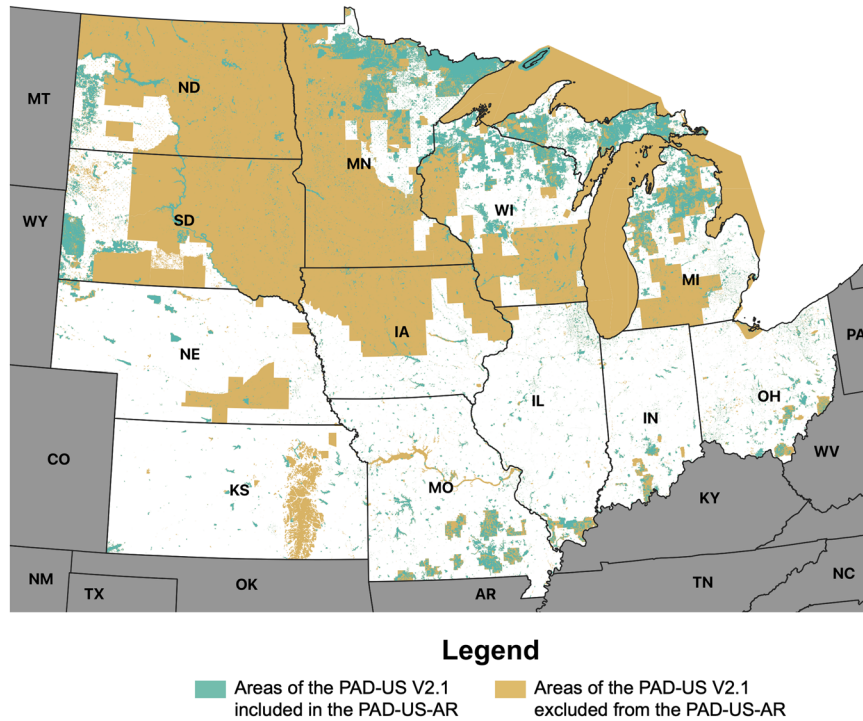 ND
MT
MN
WI
SD
WY
MI
IA
PA
NE
IL
OH
IN
WV
CO
KS
MO
KY
NM
TX
OK
AR
TN
NC
Legend
Areas of the PAD-US V2.1
included in the PAD-US-AR
Areas of the PAD-US V2.1
excluded from the PAD-US-AR